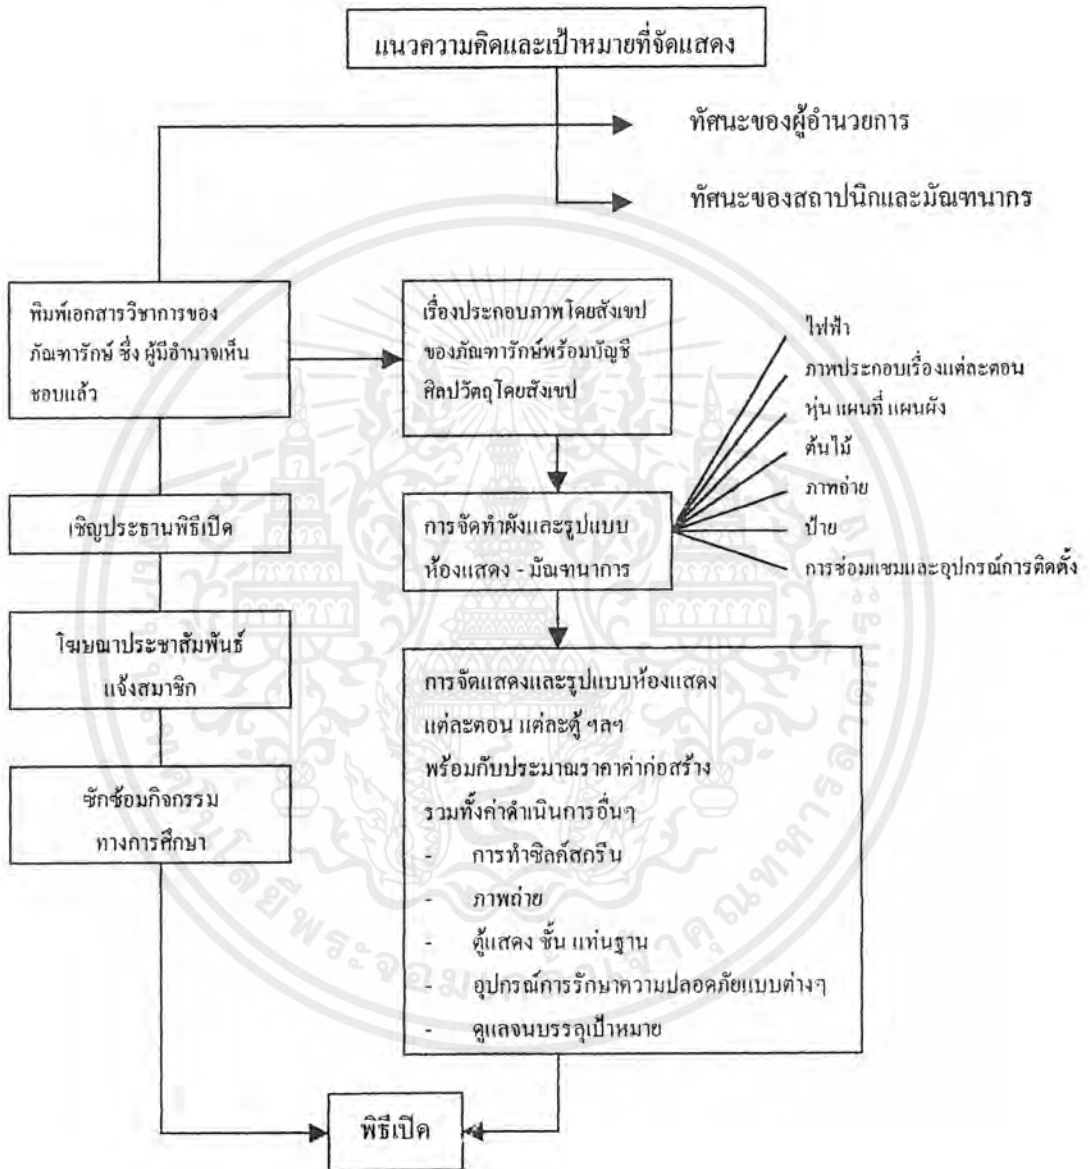 แนวความคิดและเป้าหมายที่จัดแสดง
ทัศนะของผู้อำนวยการ
ทัศนะของสถาปนิกและมัณฑนากร
พิมพ์เอกสารวิชาการของ
ภัณฑารักษ์ ซึ่ง ผู้มีอำนาจเห็น
ชอบแล้ว
เรื่องประกอบภาพโดยสังเขป
ของภัณฑารักษ์พร้อมบัญชี
ศิลปวัตถุโดยสังเขป
ไฟฟ้า
ภาพประกอบเรื่องแต่ละตอน
หุ่น แผนที่ แผนผัง
ต้นไม้
ภาพถ่าย
ป้าย
การซ่อมแซมและอุปกรณ์การติดตั้ง
เชิญประธานพิธีเปิด
การจัดทำผังและรูปแบบ
ห้องแสดง - มัณฑนาการ
โฆษณาประชาสัมพันธ์
แจ้งสมาชิก
การจัดแสดงและรูปแบบห้องแสดง
แต่ละตอน แต่ละตู้ ฯลฯ
พร้อมกับประมาณราคาค่าก่อสร้าง
รวมทั้งค่าดำเนินการอื่นๆ
- การทำซิลค์สกรีน
- ภาพถ่าย
- ตู้แสดง ชั้น แท่นฐาน
- อุปกรณ์การรักษาความปลอดภัยแบบต่างๆ
- ดูแลจนบรรลุเป้าหมาย
ซักซ้อมกิจกรรม
ทางการศึกษา
พิธีเปิด